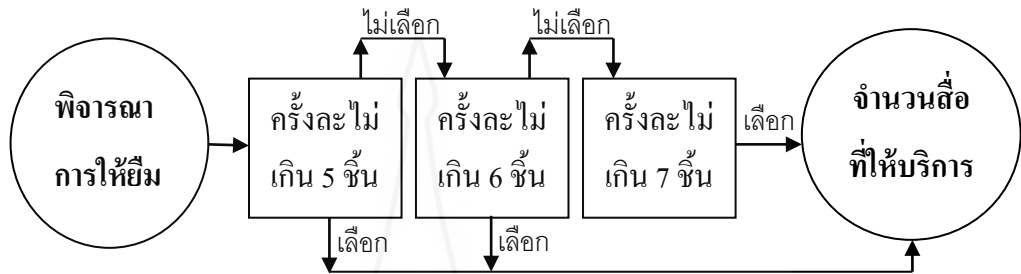 ไม่เลือก
ไม่เลือก
พิจารณา
การให้ยืม
ครั้งละไม่
เกิน 5 ชิ้น
ครั้งละไม่
เกิน 6 ชิ้น
ครั้งละไม่
เกิน 7 ชิ้น
เลือก
จำนวนสื่อ
ที่ให้บริการ
เลือก
เลือก